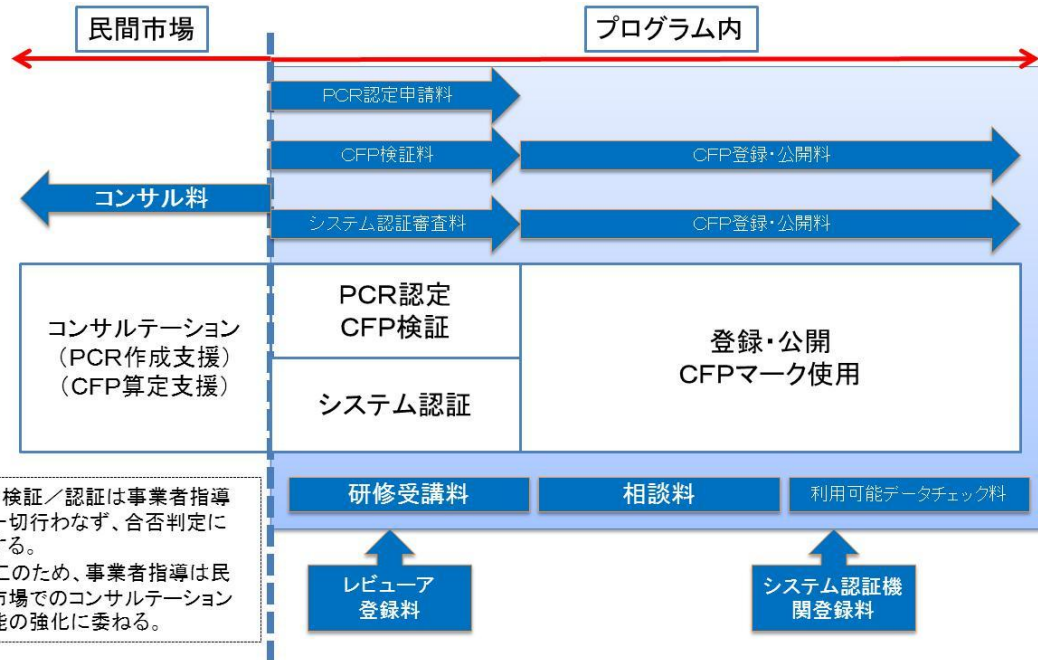 民間市場
プログラム内
PCR認定申請料
CFP検証料
CFP登録・公開料
コンサル料
システム認証審査料
CFP登録・公開料
コンサルテーション
（PCR作成支援）
（CFP算定支援）
PCR認定
CFP検証
システム認証
登録・公開
CFPマーク使用
検証／認証は事業者指導
一切行わなず、合否判定に
する。
このため、事業者指導は民
市場でのコンサルテーション
能の強化に委ねる。
研修受講料
相談料
利用可能データチェック料
レビューア
登録料
システム認証機
関登録料